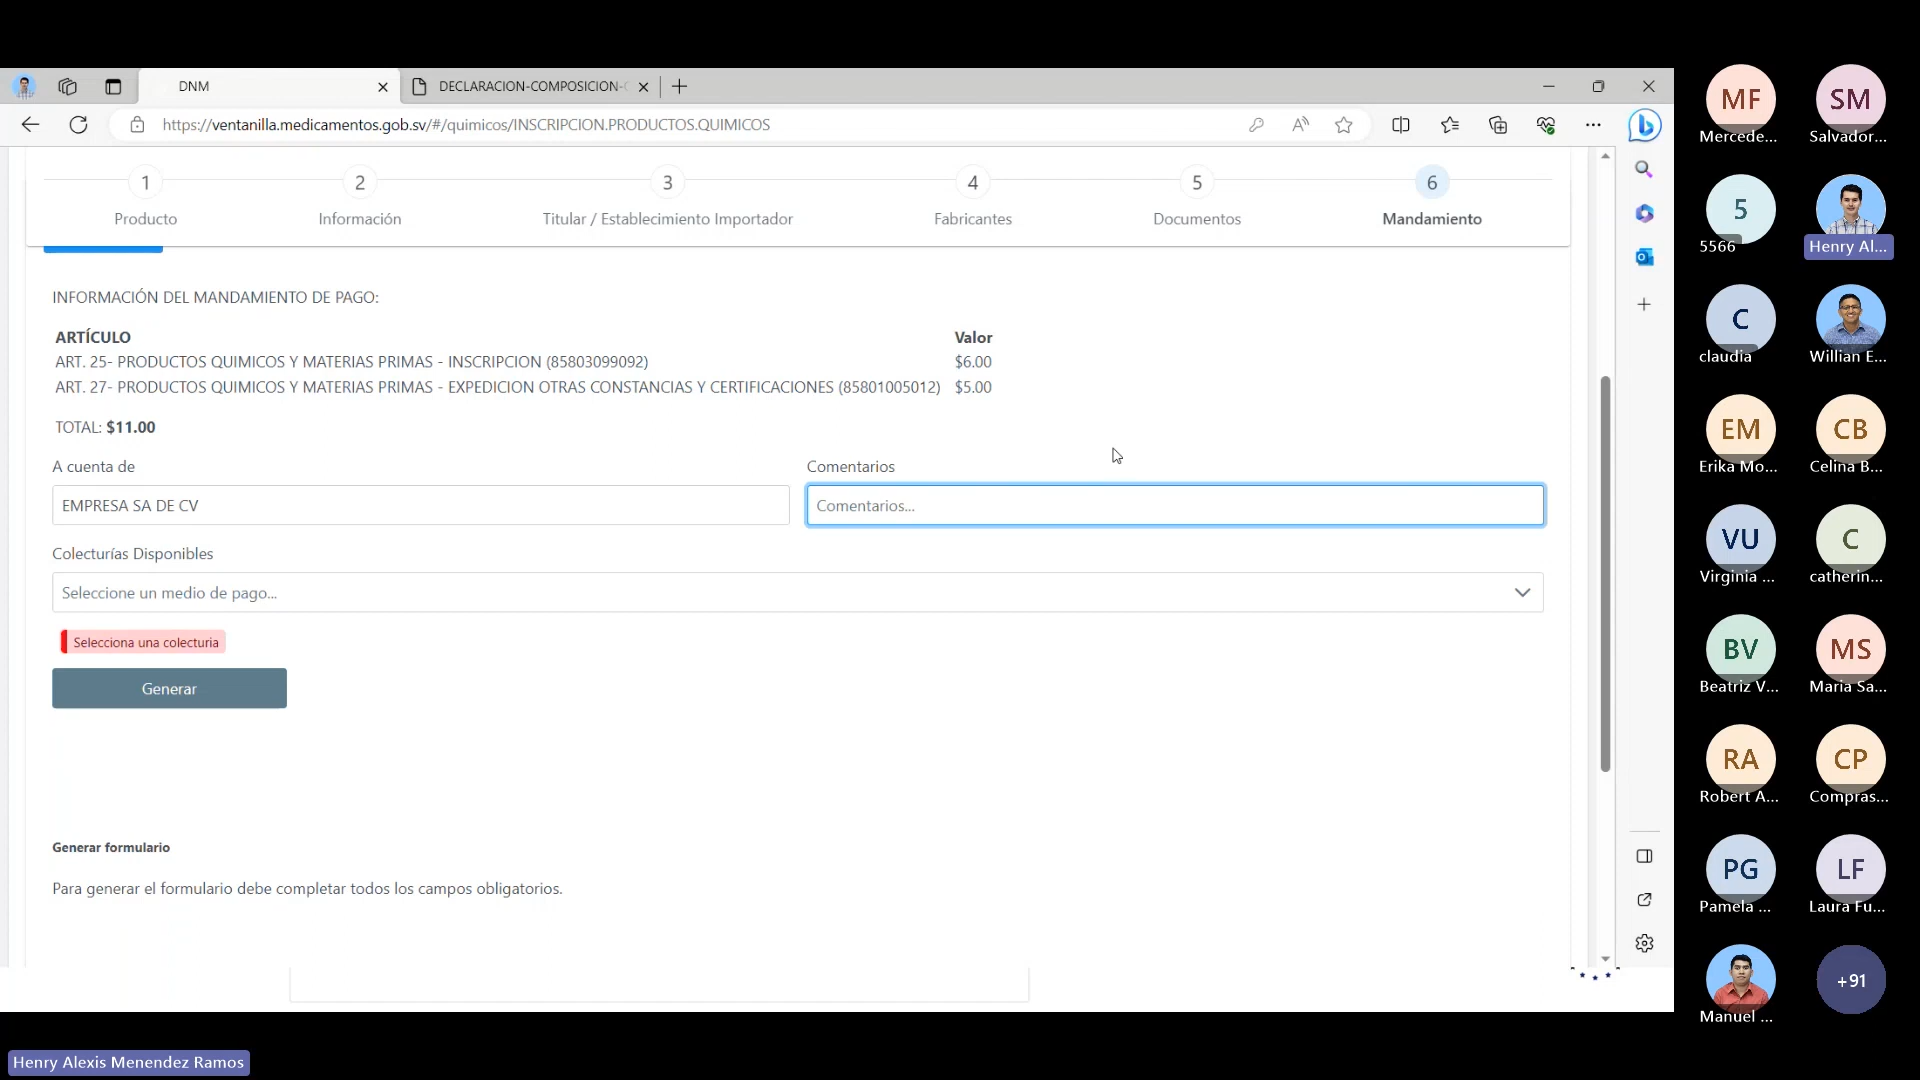 DNM
DECLARACION-COMPOSICION-
https://ventanilla.medicamentos.gob.sv/#/quimicos/INSCRIPCION.PRODUCTOS.QUIMICOS
1
Producto
2
Información
3
Titular / Establecimiento Importador
4
Fabricantes
5
Documentos
6
Mandamiento
INFORMACIÓN DEL MANDAMIENTO DE PAGO:
ARTÍCULO Valor
ART. 25- PRODUCTOS QUIMICOS Y MATERIAS PRIMAS - INSCRIPCION (85803099092) $6.00
ART. 27- PRODUCTOS QUIMICOS Y MATERIAS PRIMAS - EXPEDICION OTRAS CONSTANCIAS Y CERTIFICACIONES (85801005012) $5.00
TOTAL: $11.00
A cuenta de
EMPRESA SA DE CV
Comentarios
Comentarios...
Colecturías Disponibles
Seleccione un medio de pago...
Selecciona una colecturia
Generar
Generar formulario
Para generar el formulario debe completar todos los campos obligatorios.
MF
Mercede...
SM
Salvador...
5
5566
Henry Al...
C
claudia
Willian E...
EM
Erika Mo...
CB
Celina B...
VU
Virginia ...
C
catherin...
BV
Beatriz V...
MS
Maria Sa...
RA
Robert A...
CP
Compras...
PG
Pamela ...
LF
Laura Fu...
Manuel ...
+91
Henry Alexis Menendez Ramos